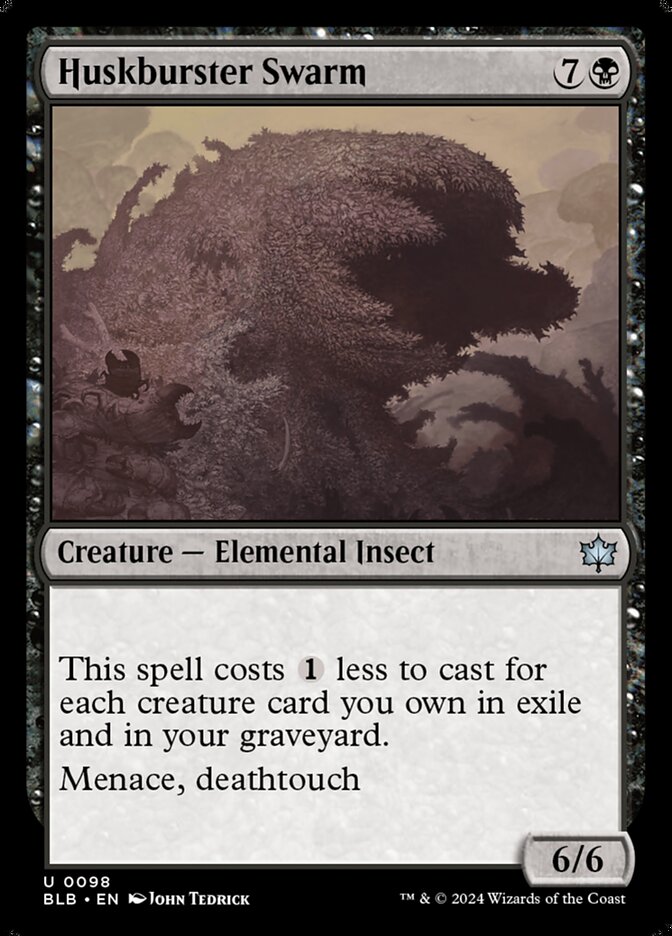 Huskburster Swarm 7
Creature — Elemental Insect
This spell costs 1 less to cast for
each creature card you own in exile
and in your graveyard.
Menace, deathtouch
6/6
U 0098
BLB • EN John Tedrick
™ & © 2024 Wizards of the Coast